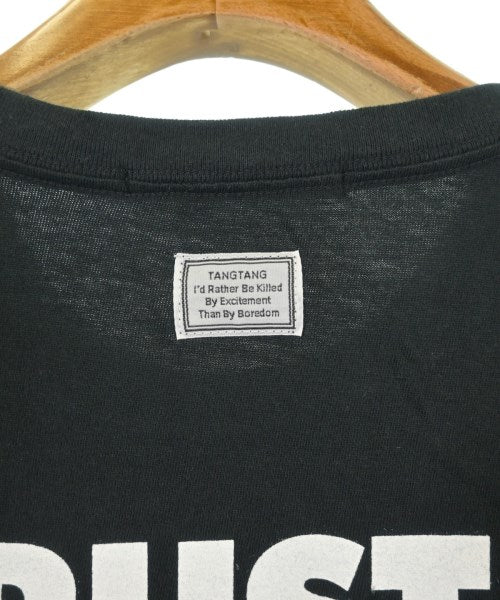 TANGTANG
I'd Rather Be Killed
By Excitement
Than By Boredom